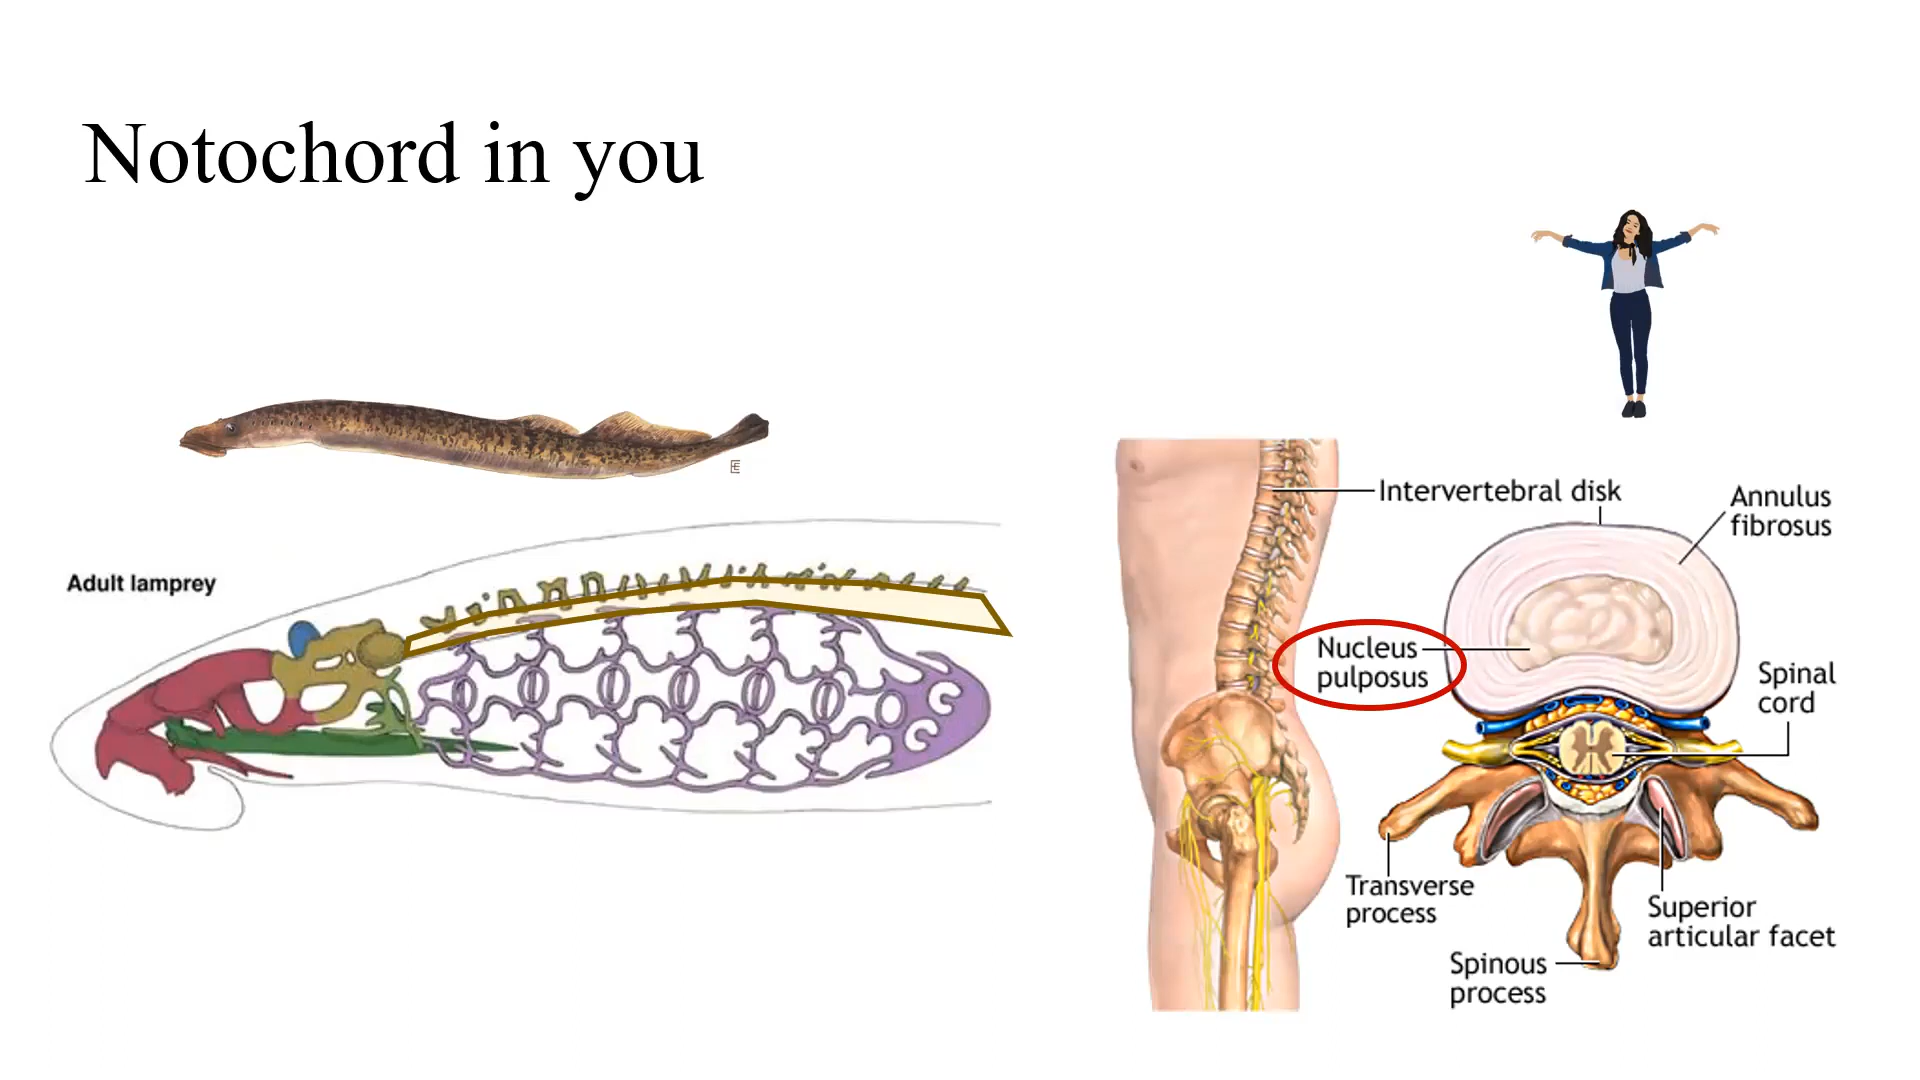 Notochord in you
Adult lamprey
Intervertebral disk
Annulus
fibrosus
Nucleus
pulposus
Spinal
cord
Transverse
process
Superior
articular facet
Spinous
process